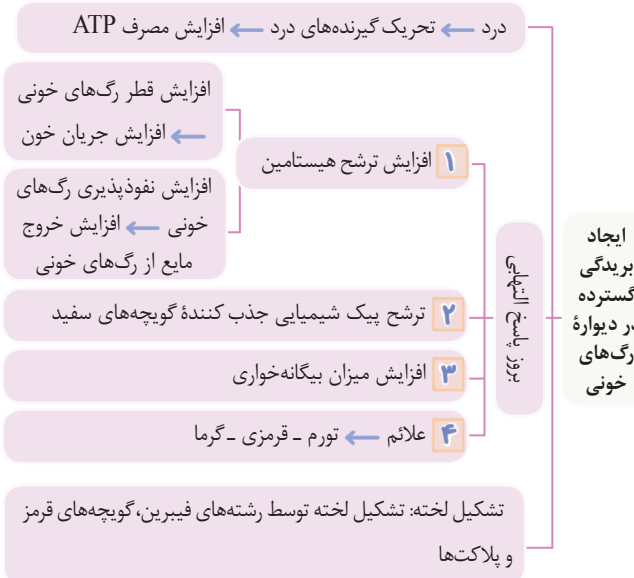 ایجاد
بریدگی
گسترده
در دیوارهٔ
رگ‌های
خونی
درد ← تحریک گیرنده‌های درد ← افزایش مصرف ATP
بروز پاسخ التهابی
۱ افزایش ترشح هیستامین
افزایش قطر رگ‌های خونی
← افزایش جریان خون
افزایش نفوذپذیری رگ‌های
خونی ← افزایش خروج
مایع از رگ‌های خونی
۲ ترشح پیک شیمیایی جذب کنندهٔ گویچه‌های سفید
۳ افزایش میزان بیگانه‌خواری
۴ علائم ← تورم ـ قرمزی ـ گرما
تشکیل لخته: تشکیل لخته توسط رشته‌های فیبرین، گویچه‌های قرمز
و پلاکت‌ها